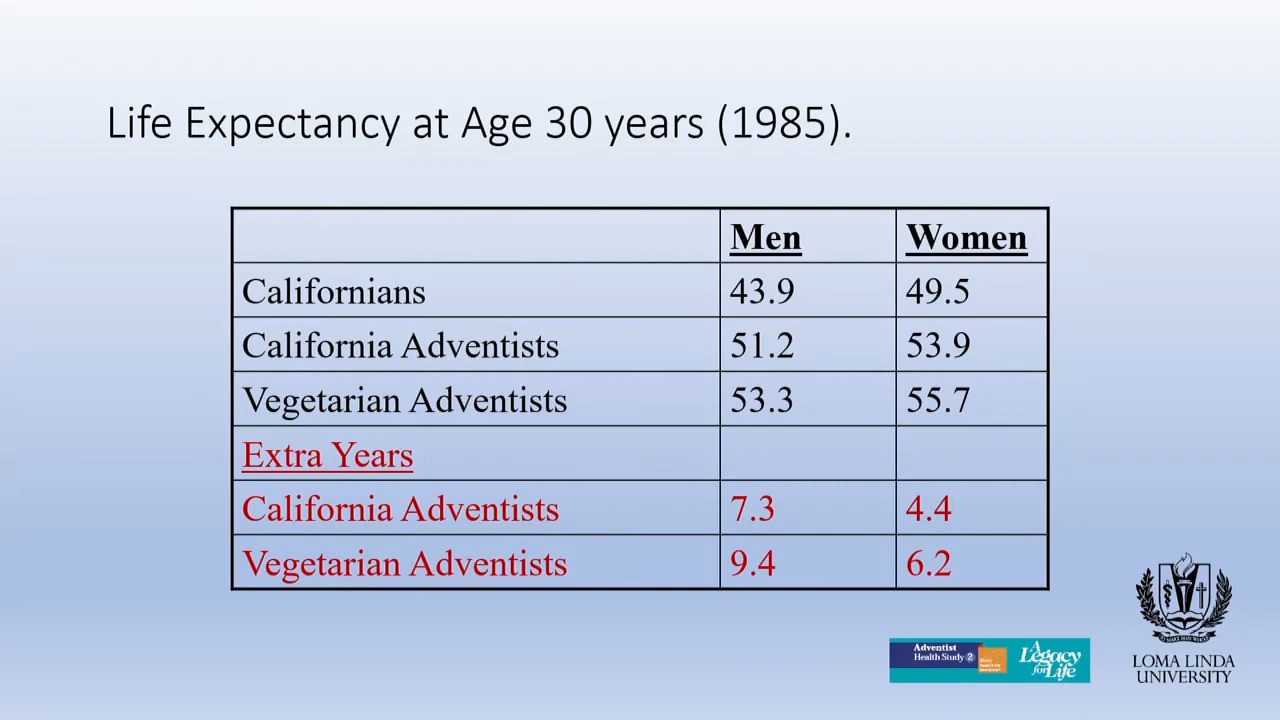 Life Expectancy at Age 30 years (1985).
Men Women
Californians 43.9 49.5
California Adventists 51.2 53.9
Vegetarian Adventists 53.3 55.7
Extra Years
California Adventists 7.3 4.4
Vegetarian Adventists 9.4 6.2
Adventist
Health Study 2
A
Legacy
for Life
LOMA LINDA
UNIVERSITY